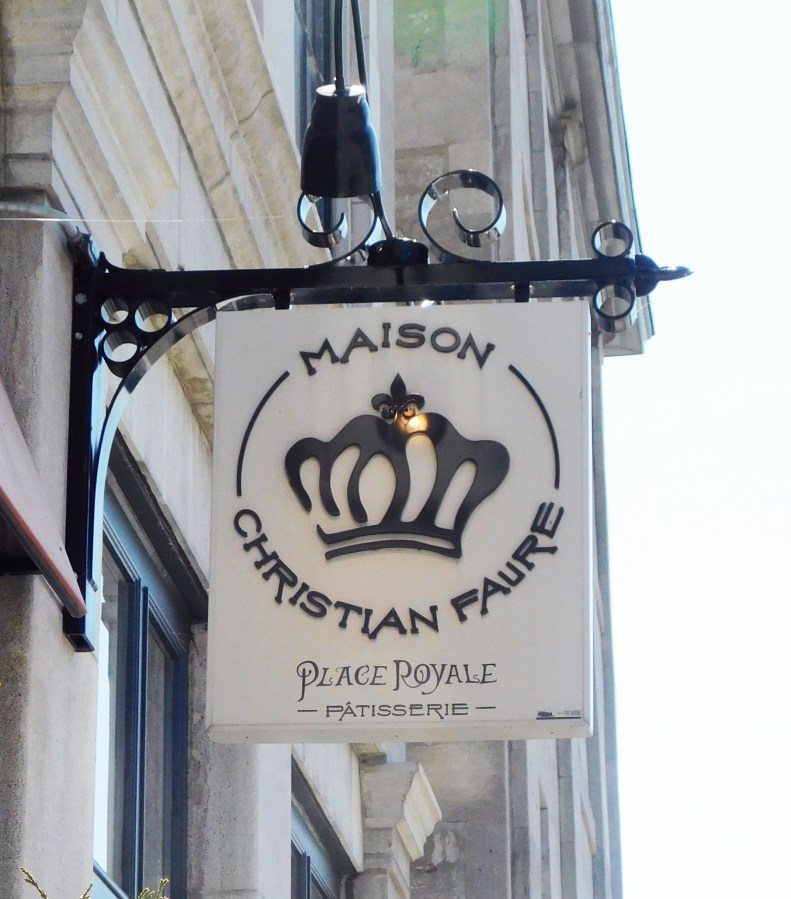 MAISON
CHRISTIAN FAURE
PLACE ROYALE
- PÂTISSERIE -